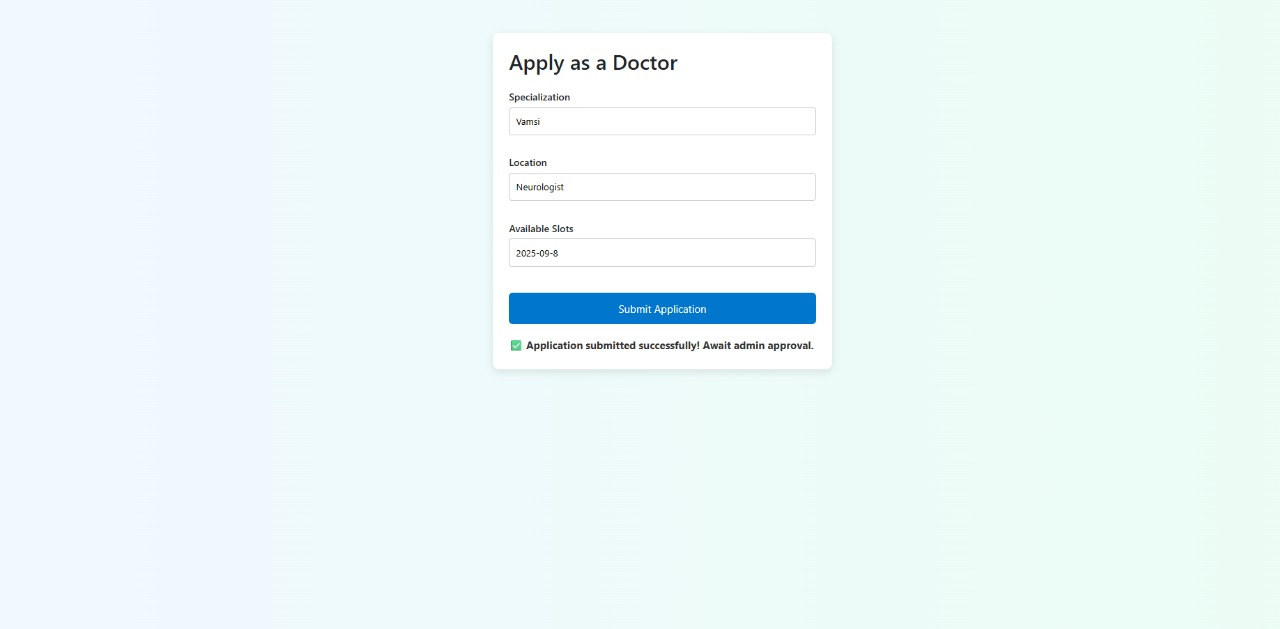 Apply as a Doctor
Specialization
Vamsi
Location
Neurologist
Available Slots
2025-09-8
Submit Application
✅ Application submitted successfully! Await admin approval.